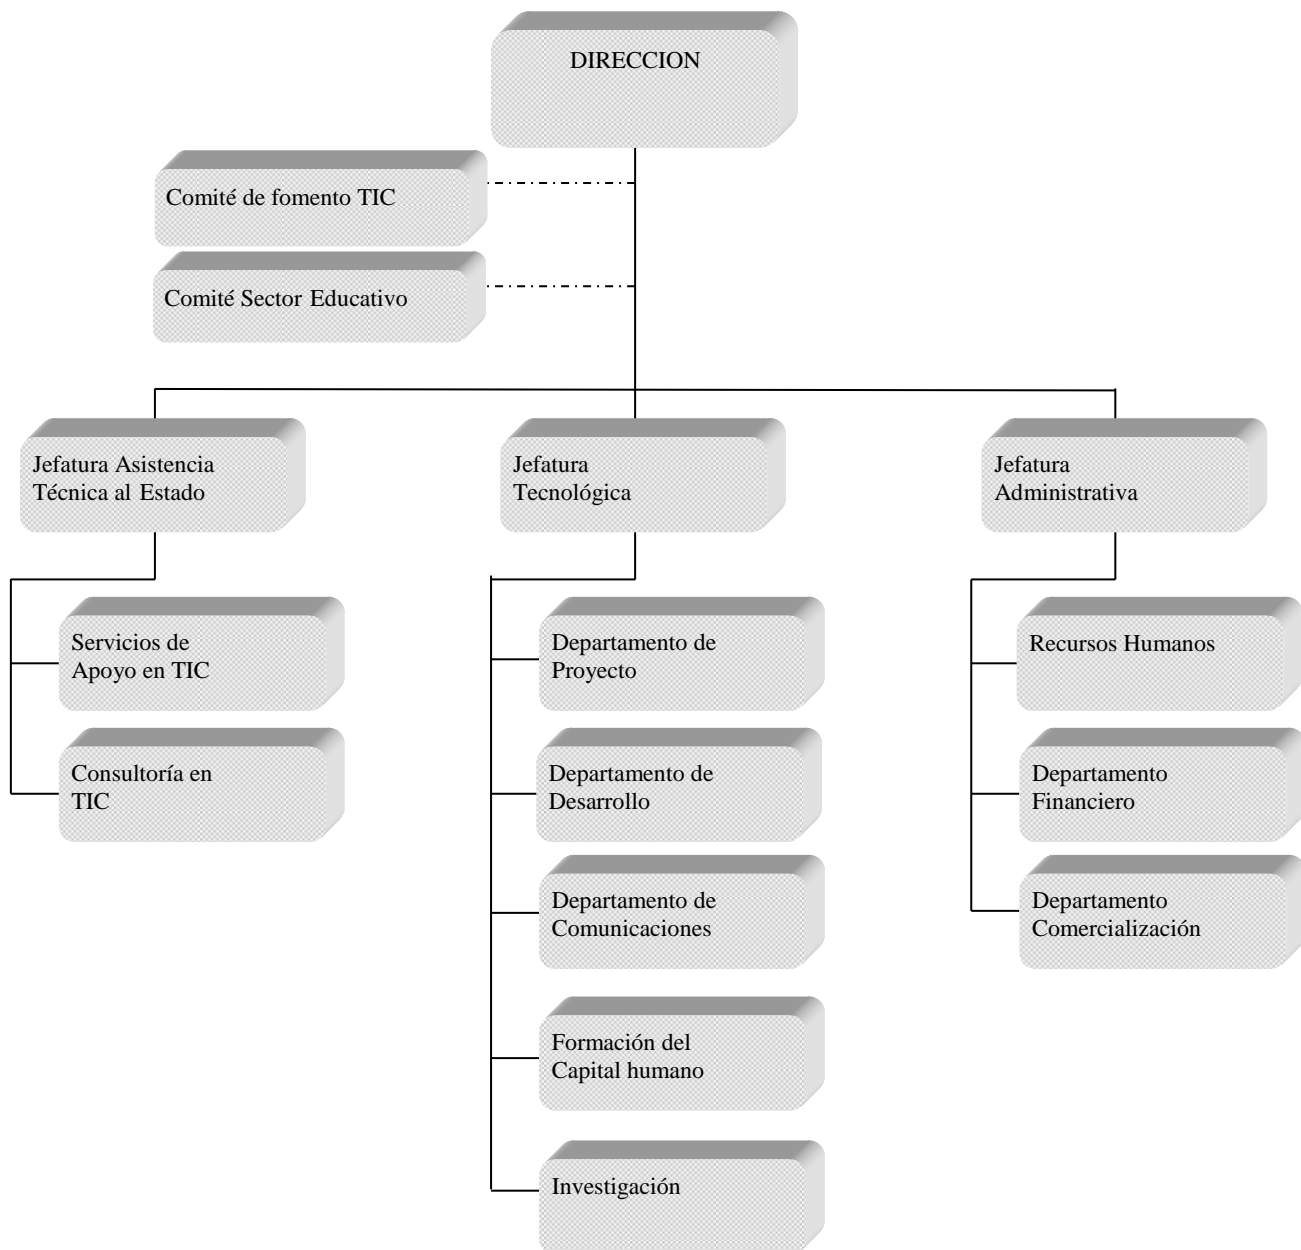 DIRECCION
Comité de fomento TIC
Comité Sector Educativo
Jefatura Asistencia
Técnica al Estado
Jefatura
Tecnológica
Jefatura
Administrativa
Servicios de
Apoyo en TIC
Consultoría en
TIC
Departamento de
Proyecto
Departamento de
Desarrollo
Departamento de
Comunicaciones
Formación del
Capital humano
Investigación
Recursos Humanos
Departamento
Financiero
Departamento
Comercialización